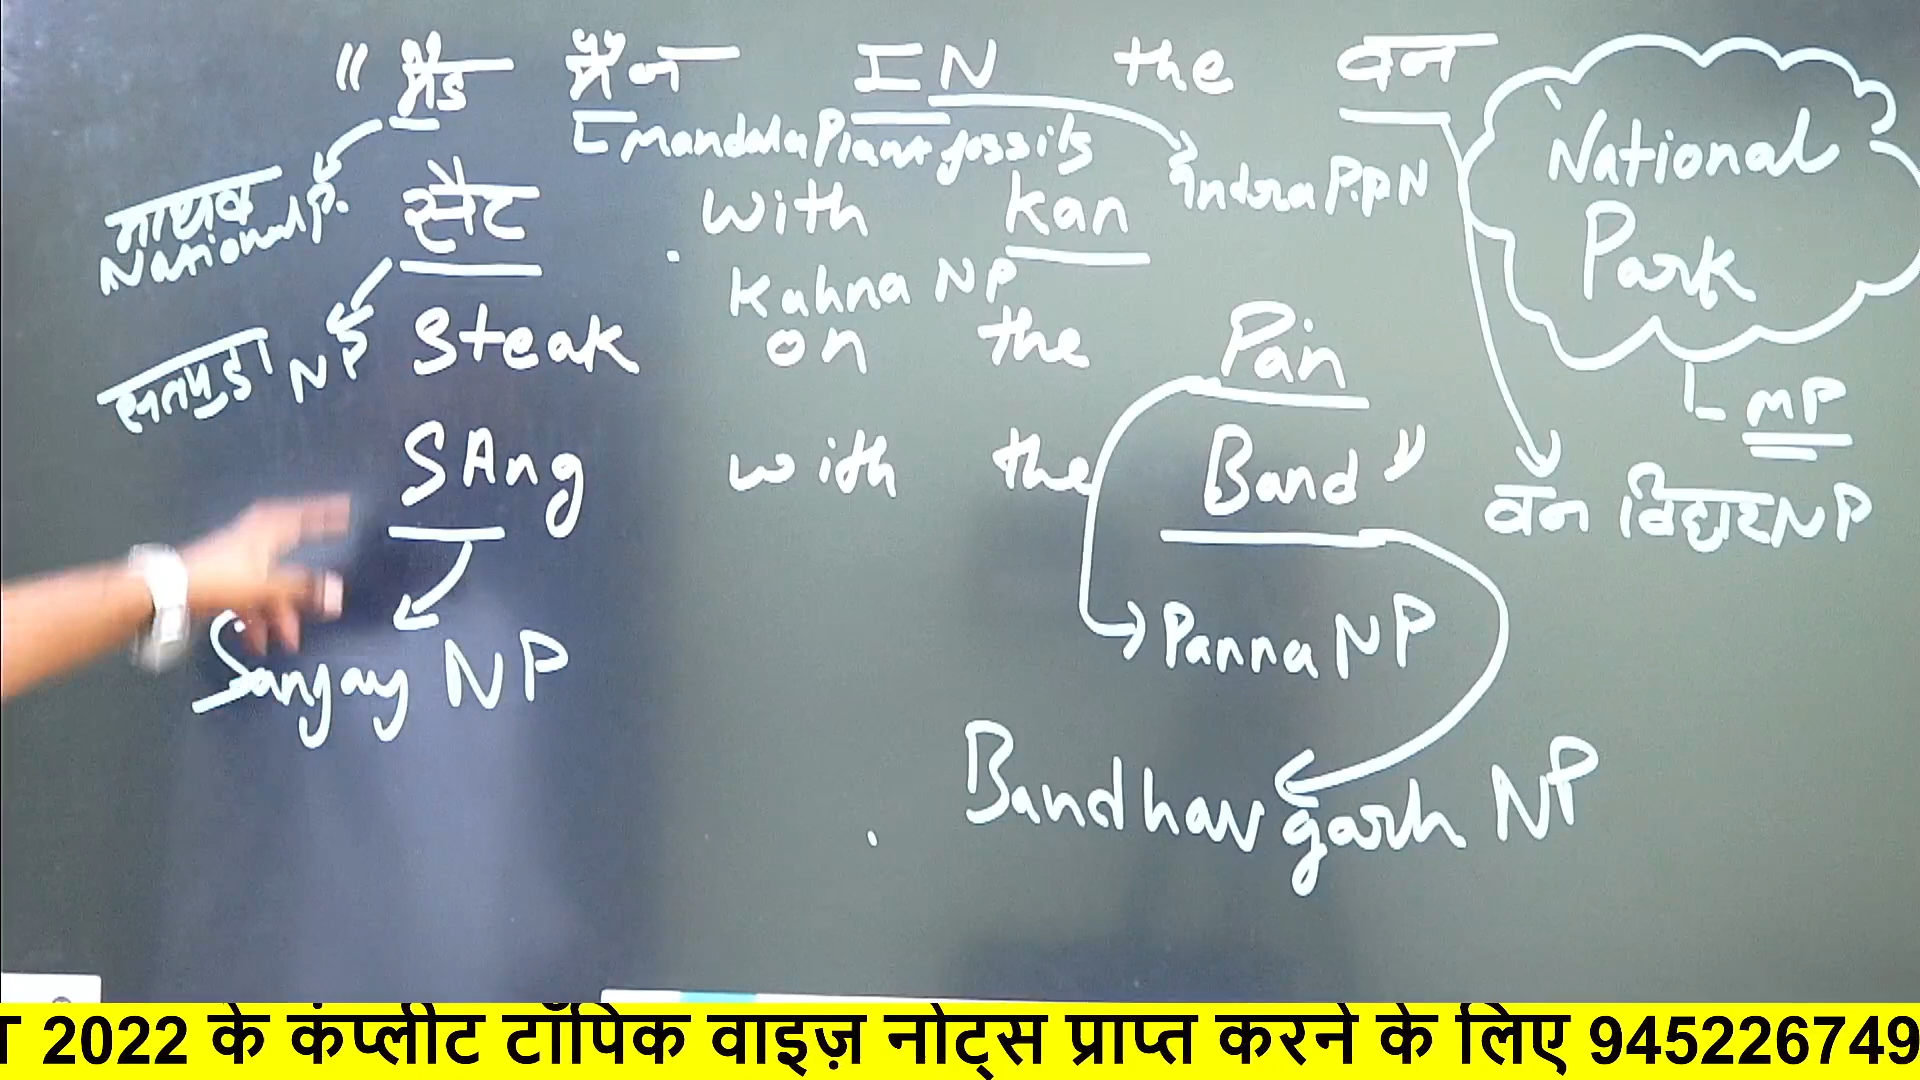 " मैड मैन IN the वन
[ Mandala Plant fossils
National Park
माधव National P.
Indra P.P N
सैट with kan
Kahna NP
सतपुडा NP
Steak on the Pan
MP
SAng with the Band "
वन विहार NP
Sanjay NP
Panna NP
Bandhavgarh NP
T 2022 के कंप्लीट टॉपिक वाइज़ नोट्स प्राप्त करने के लिए 945226749